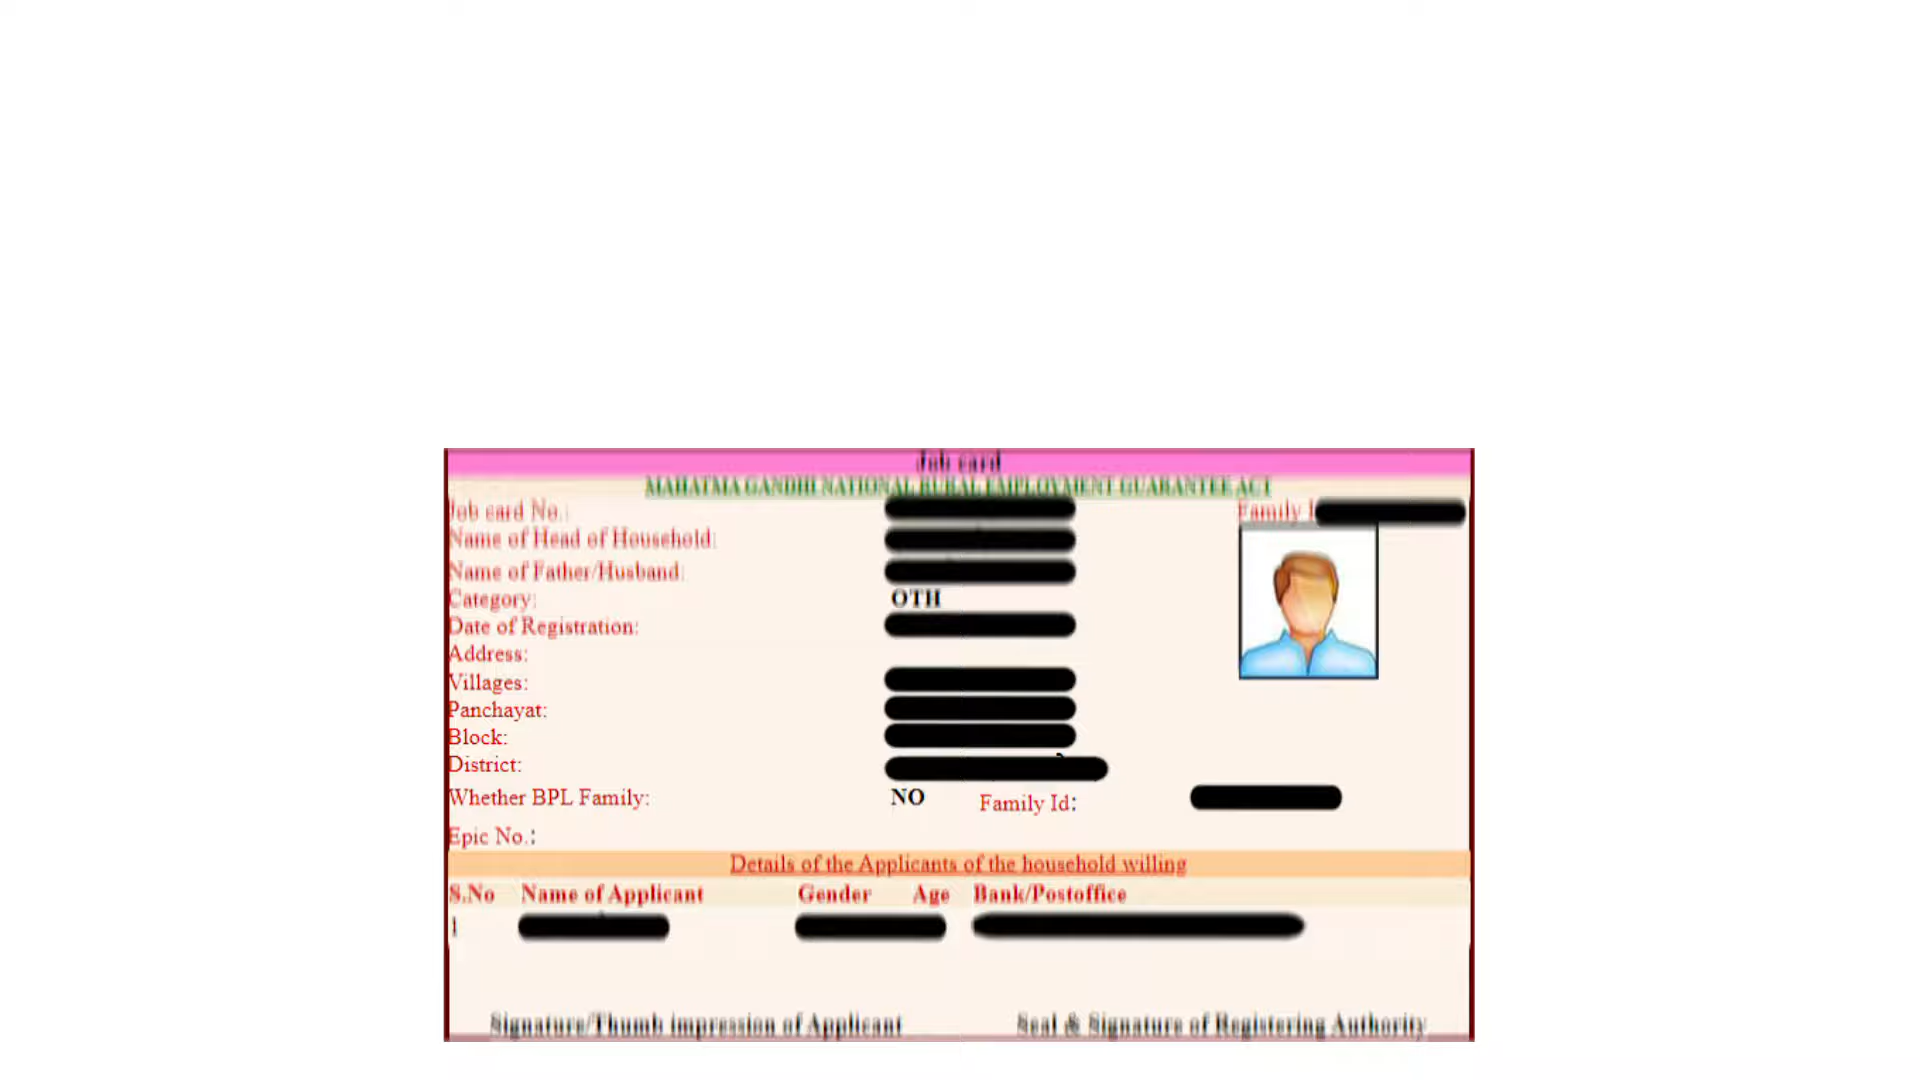 Job card
MAHATMA GANDHI NATIONAL RURAL EMPLOYMENT GUARANTEE ACT
Job card No.: Family
Name of Head of Household:
Name of Father/Husband:
Category: OTH
Date of Registration:
Address:
Villages:
Panchayat:
Block:
District:
Whether BPL Family: NO Family Id:
Epic No.:
Details of the Applicants of the household willing
S.No Name of Applicant Gender Age Bank/Postoffice
1
Signature/Thumb impression of Applicant Seal & Signature of Registering Authority